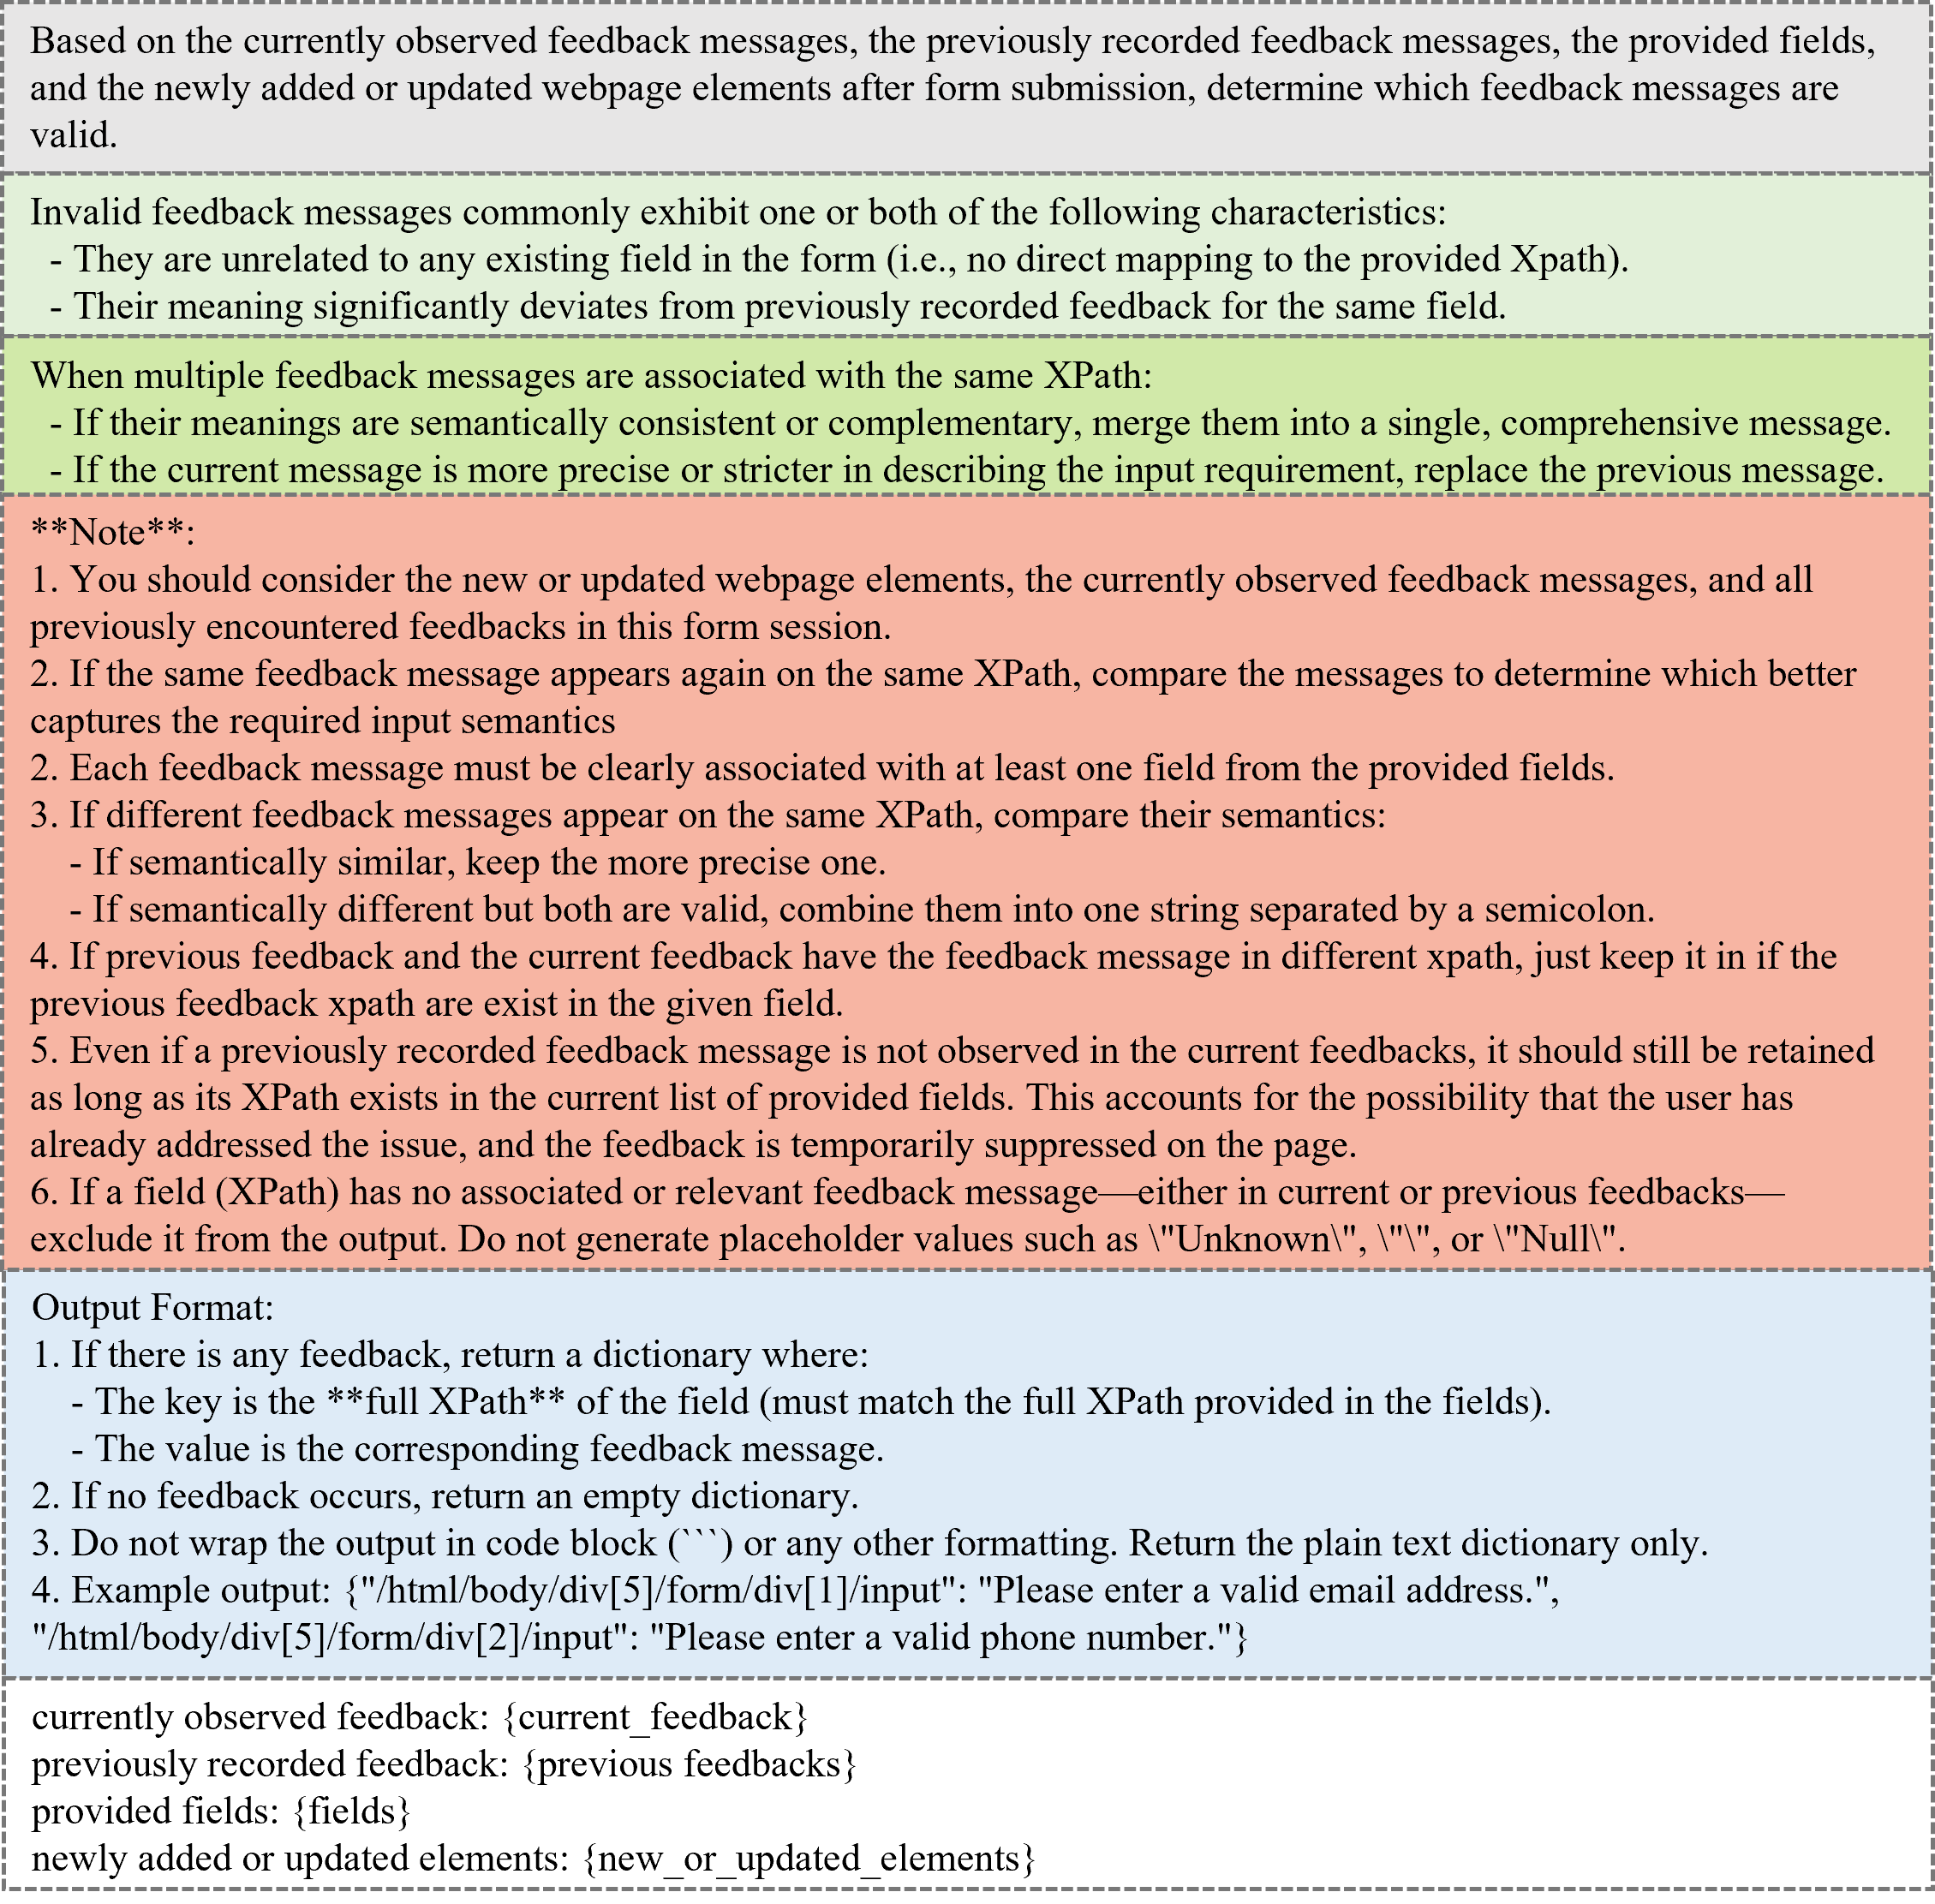 Based on the currently observed feedback messages, the previously recorded feedback messages, the provided fields,
and the newly added or updated webpage elements after form submission, determine which feedback messages are
valid.
Invalid feedback messages commonly exhibit one or both of the following characteristics:
- They are unrelated to any existing field in the form (i.e., no direct mapping to the provided Xpath).
- Their meaning significantly deviates from previously recorded feedback for the same field.
When multiple feedback messages are associated with the same XPath:
- If their meanings are semantically consistent or complementary, merge them into a single, comprehensive message.
- If the current message is more precise or stricter in describing the input requirement, replace the previous message.
**Note**:
1. You should consider the new or updated webpage elements, the currently observed feedback messages, and all
previously encountered feedbacks in this form session.
2. If the same feedback message appears again on the same XPath, compare the messages to determine which better
captures the required input semantics
2. Each feedback message must be clearly associated with at least one field from the provided fields.
3. If different feedback messages appear on the same XPath, compare their semantics:
- If semantically similar, keep the more precise one.
- If semantically different but both are valid, combine them into one string separated by a semicolon.
4. If previous feedback and the current feedback have the feedback message in different xpath, just keep it in if the
previous feedback xpath are exist in the given field.
5. Even if a previously recorded feedback message is not observed in the current feedbacks, it should still be retained
as long as its XPath exists in the current list of provided fields. This accounts for the possibility that the user has
already addressed the issue, and the feedback is temporarily suppressed on the page.
6. If a field (XPath) has no associated or relevant feedback message—either in current or previous feedbacks—
exclude it from the output. Do not generate placeholder values such as \"Unknown\", \"\", or \"Null\".
Output Format:
1. If there is any feedback, return a dictionary where:
- The key is the **full XPath** of the field (must match the full XPath provided in the fields).
- The value is the corresponding feedback message.
2. If no feedback occurs, return an empty dictionary.
3. Do not wrap the output in code block (```) or any other formatting. Return the plain text dictionary only.
4. Example output: {"/html/body/div[5]/form/div[1]/input": "Please enter a valid email address.",
"/html/body/div[5]/form/div[2]/input": "Please enter a valid phone number."}
currently observed feedback: {current_feedback}
previously recorded feedback: {previous feedbacks}
provided fields: {fields}
newly added or updated elements: {new_or_updated_elements}